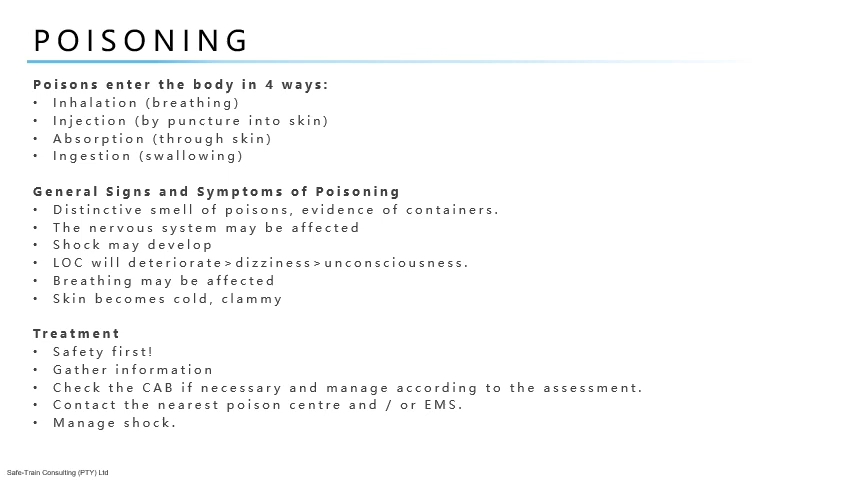 POISONING
Poisons enter the body in 4 ways:
• Inhalation (breathing)
• Injection (by puncture into skin)
• Absorption (through skin)
• Ingestion (swallowing)
General Signs and Symptoms of Poisoning
• Distinctive smell of poisons, evidence of containers.
• The nervous system may be affected
• Shock may develop
• LOC will deteriorate>dizziness>unconsciousness.
• Breathing may be affected
• Skin becomes cold, clammy
Treatment
• Safety first!
• Gather information
• Check the CAB if necessary and manage according to the assessment.
• Contact the nearest poison centre and / or EMS.
• Manage shock.
Safe-Train Consulting (PTY) Ltd